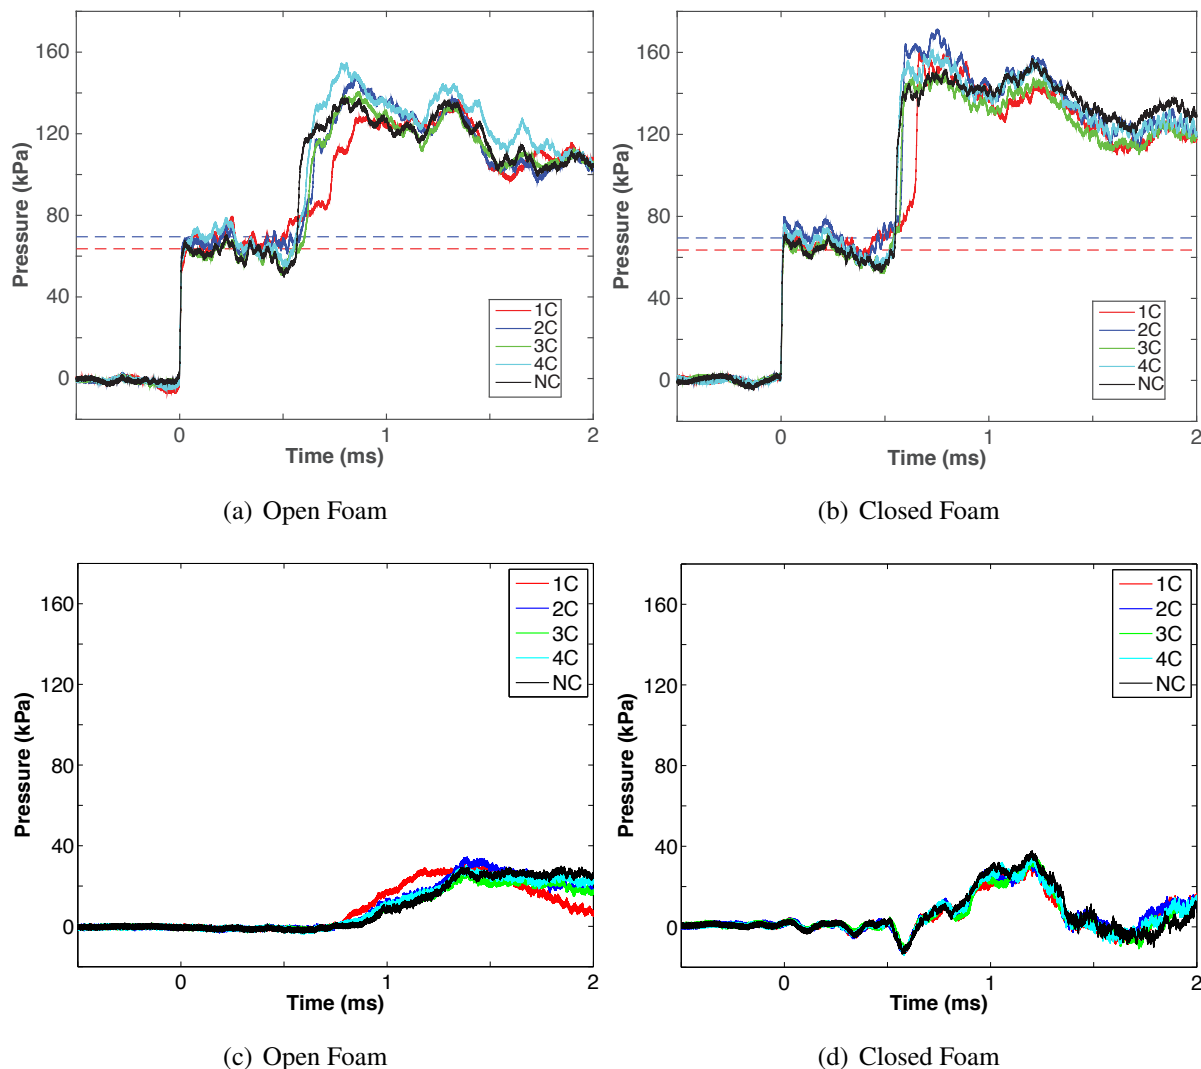 160
120
80
40
0
Pressure (kPa)
1C
2C
3C
4C
NC
0
1
2
Time (ms)
(a) Open Foam
160
120
80
40
0
Pressure (kPa)
1C
2C
3C
4C
NC
0
1
2
Time (ms)
(b) Closed Foam
160
120
80
40
0
Pressure (kPa)
1C
2C
3C
4C
NC
0
1
2
Time (ms)
(c) Open Foam
160
120
80
40
0
Pressure (kPa)
1C
2C
3C
4C
NC
0
1
2
Time (ms)
(d) Closed Foam